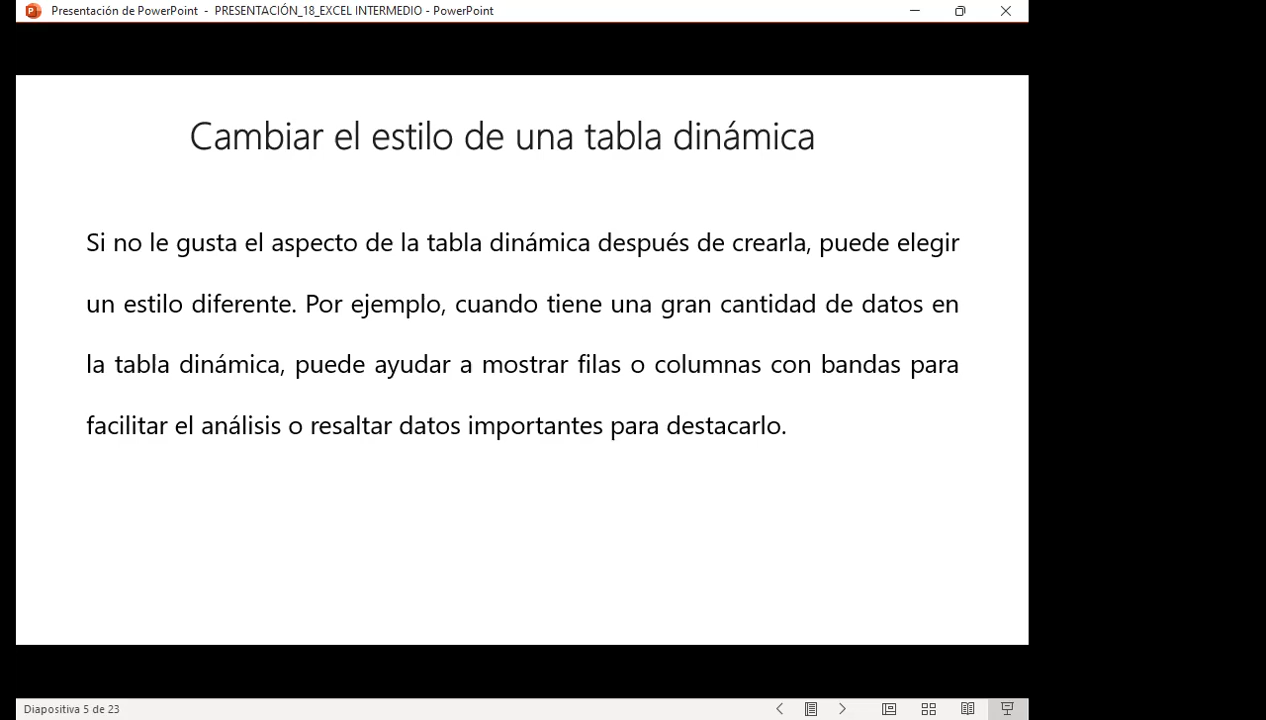 Presentación de PowerPoint - PRESENTACIÓN_18_EXCEL INTERMEDIO - PowerPoint
Cambiar el estilo de una tabla dinámica
Si no le gusta el aspecto de la tabla dinámica después de crearla, puede elegir
un estilo diferente. Por ejemplo, cuando tiene una gran cantidad de datos en
la tabla dinámica, puede ayudar a mostrar filas o columnas con bandas para
facilitar el análisis o resaltar datos importantes para destacarlo.
Diapositiva 5 de 23